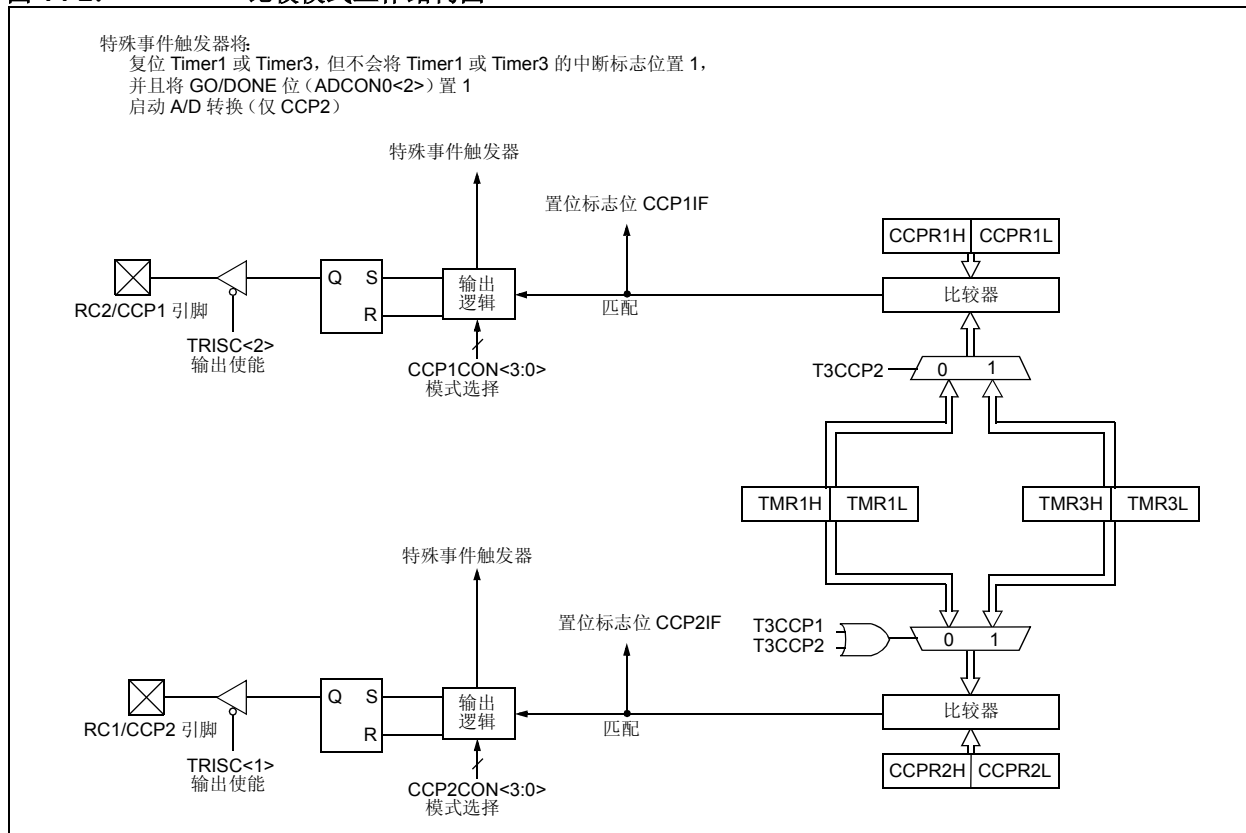 特殊事件触发器将:
复位 Timer1 或 Timer3，但不会将 Timer1 或 Timer3 的中断标志位置 1，
并且将 GO/DONE 位（ADCON0<2>）置 1
启动 A/D 转换（仅 CCP2）
特殊事件触发器
置位标志位 CCP1IF
CCPR1H CCPR1L
比较器
Q S
R
输出
逻辑
匹配
RC2/CCP1 引脚
TRISC<2>
输出使能
CCP1CON<3:0>
模式选择
T3CCP2
0 1
TMR1H TMR1L
TMR3H TMR3L
特殊事件触发器
置位标志位 CCP2IF
T3CCP1
T3CCP2
0 1
Q S
R
输出
逻辑
匹配
比较器
RC1/CCP2 引脚
TRISC<1>
输出使能
CCP2CON<3:0>
模式选择
CCPR2H CCPR2L